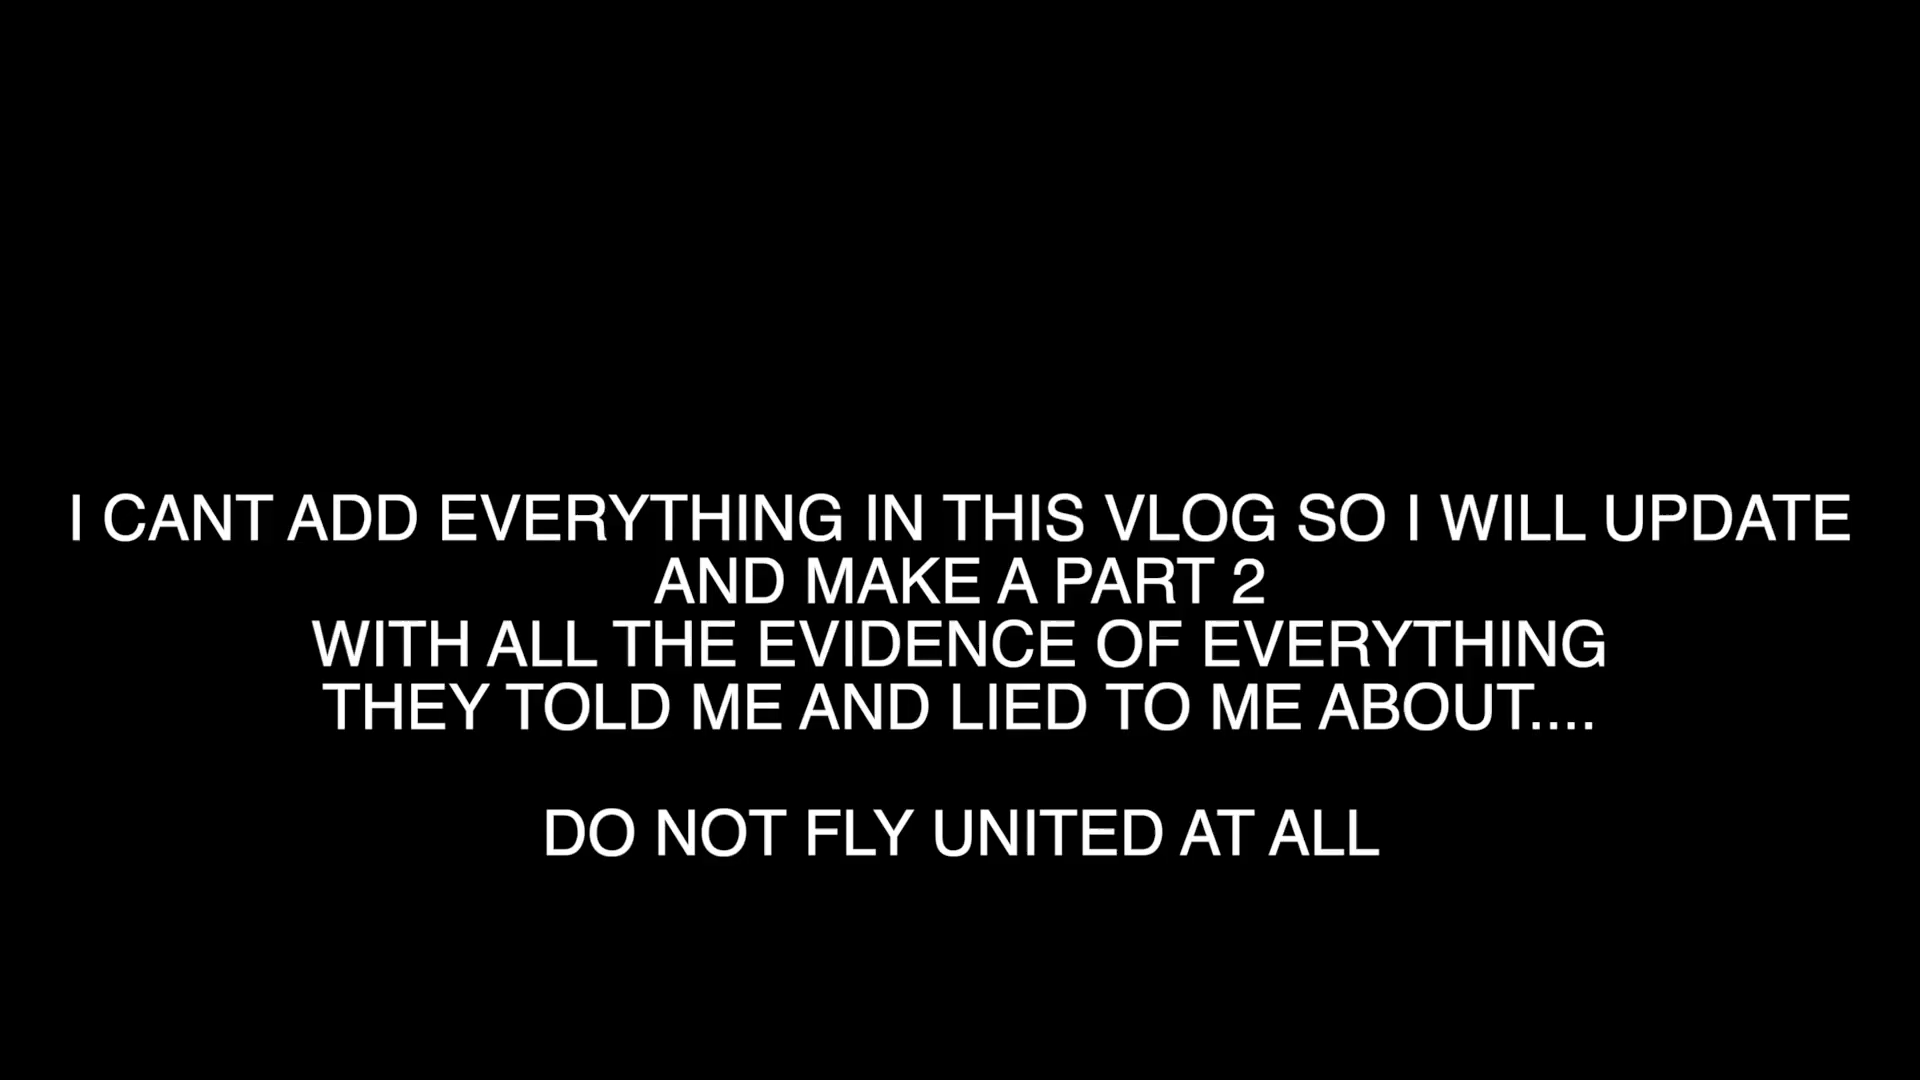 I CANT ADD EVERYTHING IN THIS VLOG SO I WILL UPDATE
AND MAKE A PART 2
WITH ALL THE EVIDENCE OF EVERYTHING
THEY TOLD ME AND LIED TO ME ABOUT....
DO NOT FLY UNITED AT ALL